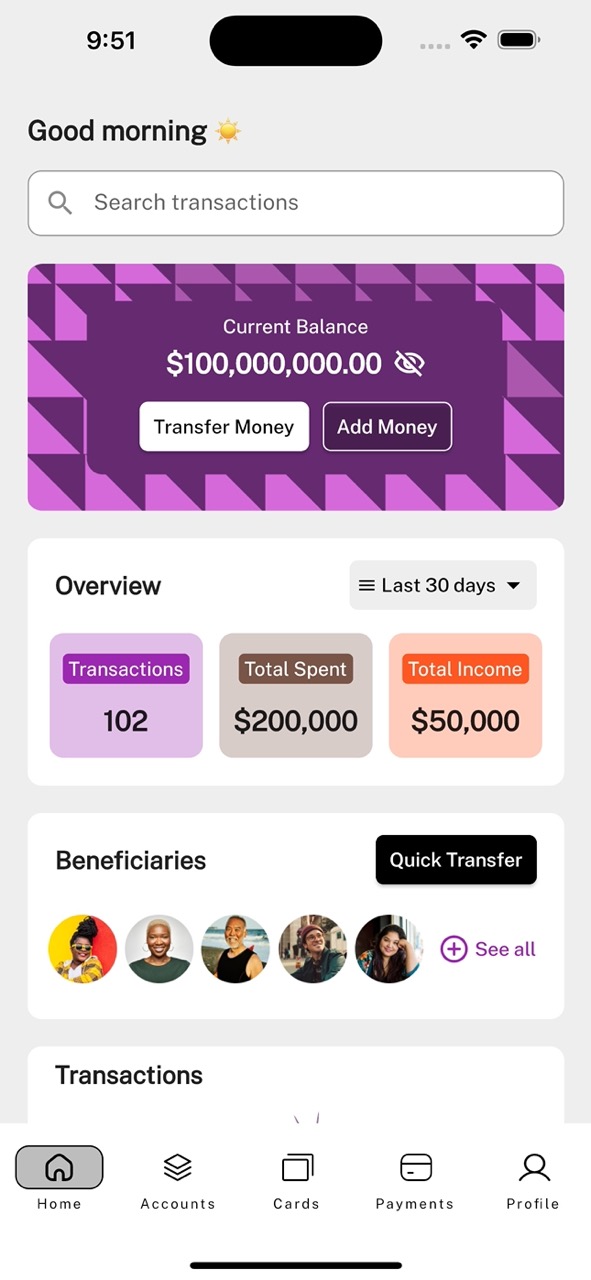 9:51
Good morning ☀️
Search transactions
Current Balance
$100,000,000.00
Transfer Money
Add Money
Overview
Last 30 days
Transactions
Total Spent
Total Income
102
$200,000
$50,000
Beneficiaries
Quick Transfer
See all
Transactions
Home
Accounts
Cards
Payments
Profile